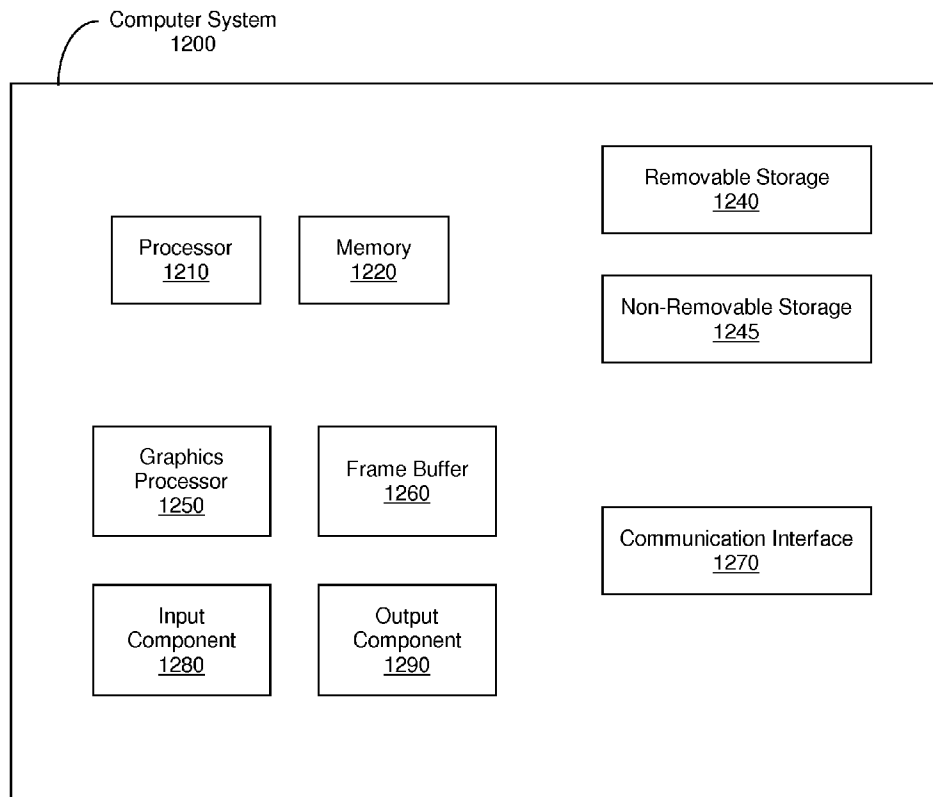 Computer System
1200
Removable Storage
1240
Processor
1210
Memory
1220
Non-Removable Storage
1245
Graphics
Processor
1250
Frame Buffer
1260
Communication Interface
1270
Input
Component
1280
Output
Component
1290